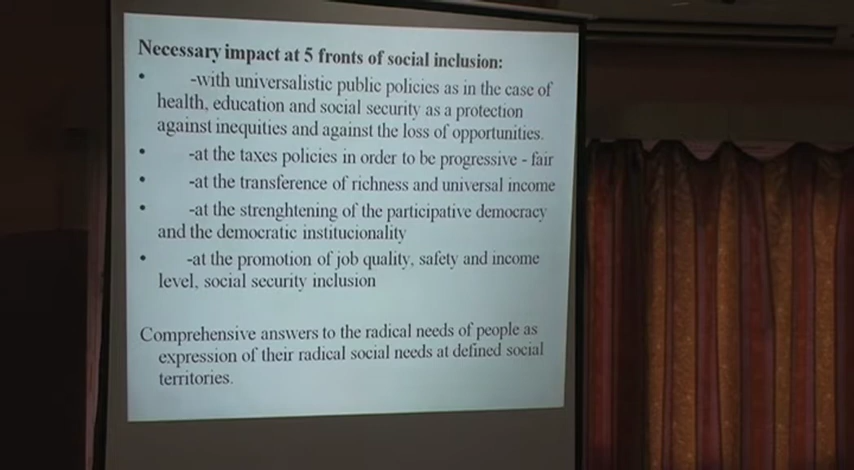 Necessary impact at 5 fronts of social inclusion:
• -with universalistic public policies as in the case of
health, education and social security as a protection
against inequities and against the loss of opportunities.
• -at the taxes policies in order to be progressive - fair
• -at the transference of richness and universal income
• -at the strenghtening of the participative democracy
and the democratic institucionality
• -at the promotion of job quality, safety and income
level, social security inclusion
Comprehensive answers to the radical needs of people as
expression of their radical social needs at defined social
territories.